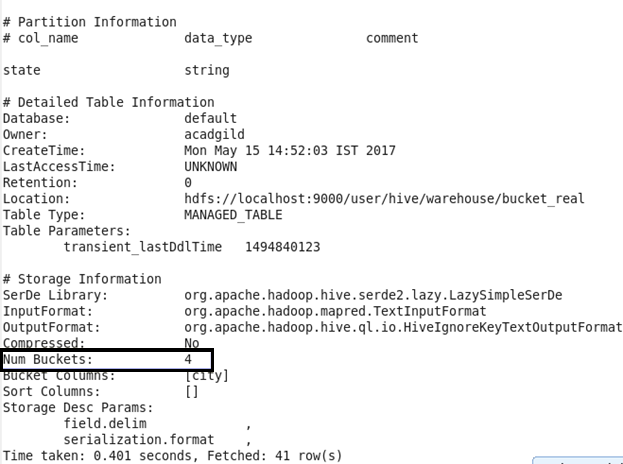 # Partition Information
# col_name data_type comment
state string
# Detailed Table Information
Database: default
Owner: acadgild
CreateTime: Mon May 15 14:52:03 IST 2017
LastAccessTime: UNKNOWN
Retention: 0
Location: hdfs://localhost:9000/user/hive/warehouse/bucket_real
Table Type: MANAGED_TABLE
Table Parameters:
transient_lastDdlTime 1494840123
# Storage Information
SerDe Library: org.apache.hadoop.hive.serde2.lazy.LazySimpleSerDe
InputFormat: org.apache.hadoop.mapred.TextInputFormat
OutputFormat: org.apache.hadoop.hive.ql.io.HiveIgnoreKeyTextOutputFormat
Compressed: No
Num Buckets: 4
Bucket Columns: [city]
Sort Columns: []
Storage Desc Params:
field.delim ,
serialization.format ,
Time taken: 0.401 seconds, Fetched: 41 row(s)